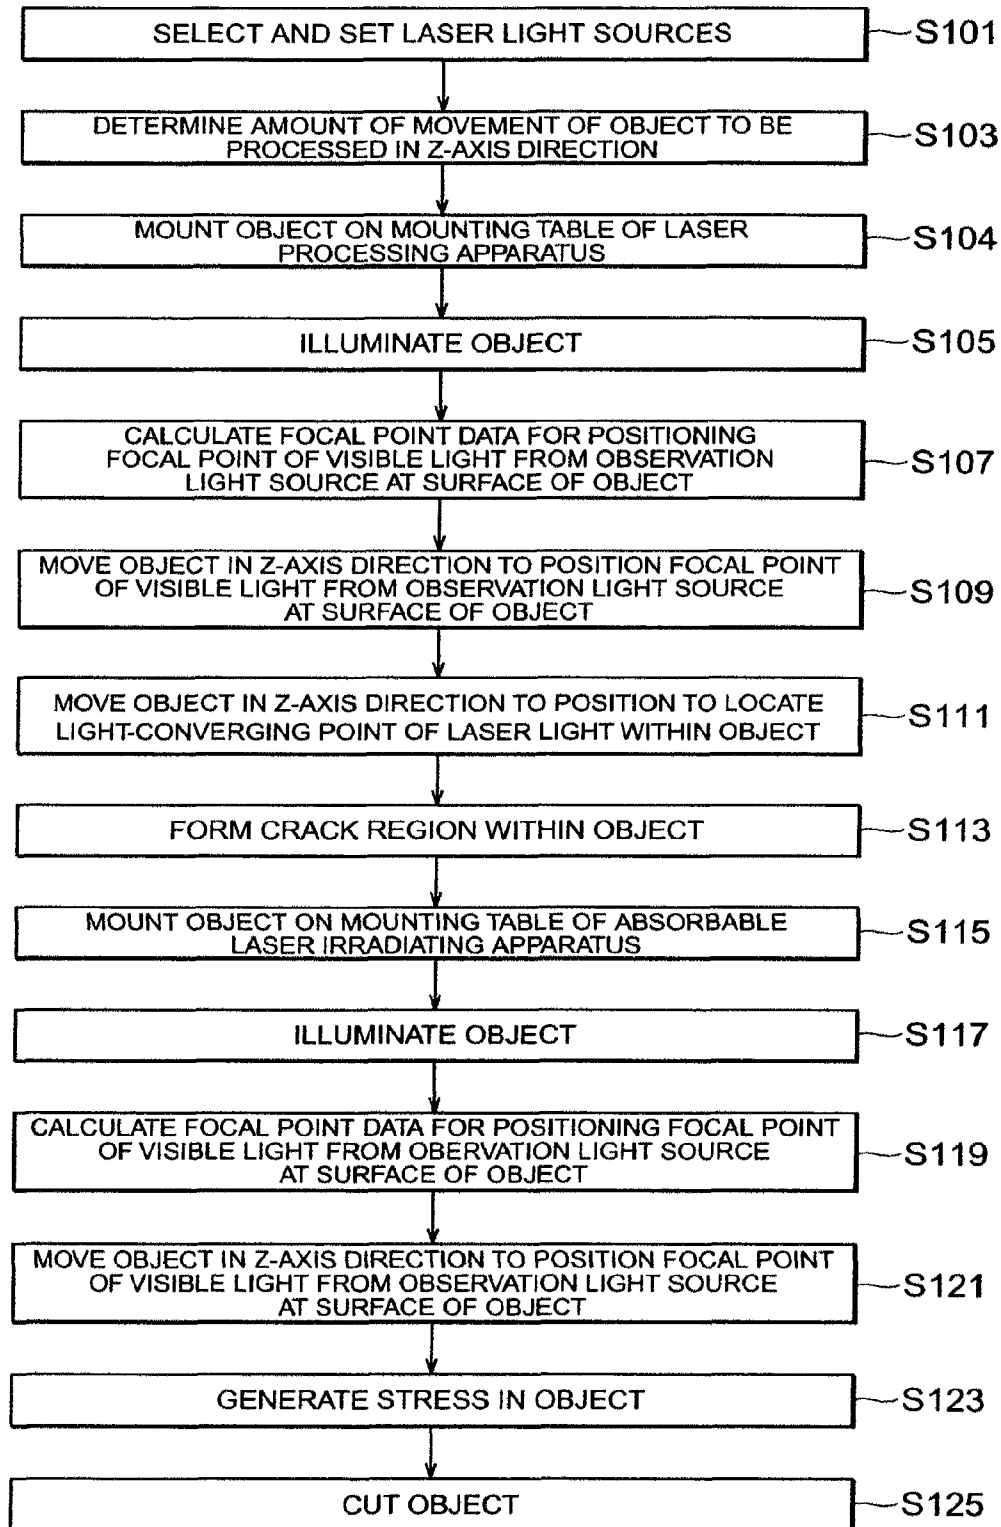 SELECT AND SET LASER LIGHT SOURCES
S101
DETERMINE AMOUNT OF MOVEMENT OF OBJECT TO BE
PROCESSED IN Z-AXIS DIRECTION
S103
MOUNT OBJECT ON MOUNTING TABLE OF LASER
PROCESSING APPARATUS
S104
ILLUMINATE OBJECT
S105
CALCULATE FOCAL POINT DATA FOR POSITIONING
FOCAL POINT OF VISIBLE LIGHT FROM OBSERVATION
LIGHT SOURCE AT SURFACE OF OBJECT
S107
MOVE OBJECT IN Z-AXIS DIRECTION TO POSITION FOCAL POINT
OF VISIBLE LIGHT FROM OBSERVATION LIGHT SOURCE
AT SURFACE OF OBJECT
S109
MOVE OBJECT IN Z-AXIS DIRECTION TO POSITION TO LOCATE
LIGHT-CONVERGING POINT OF LASER LIGHT WITHIN OBJECT
S111
FORM CRACK REGION WITHIN OBJECT
S113
MOUNT OBJECT ON MOUNTING TABLE OF ABSORBABLE
LASER IRRADIATING APPARATUS
S115
ILLUMINATE OBJECT
S117
CALCULATE FOCAL POINT DATA FOR POSITIONING FOCAL POINT
OF VISIBLE LIGHT FROM OBERVATION LIGHT SOURCE
AT SURFACE OF OBJECT
S119
MOVE OBJECT IN Z-AXIS DIRECTION TO POSITION FOCAL POINT
OF VISIBLE LIGHT FROM OBSERVATION LIGHT SOURCE
AT SURFACE OF OBJECT
S121
GENERATE STRESS IN OBJECT
S123
CUT OBJECT
S125